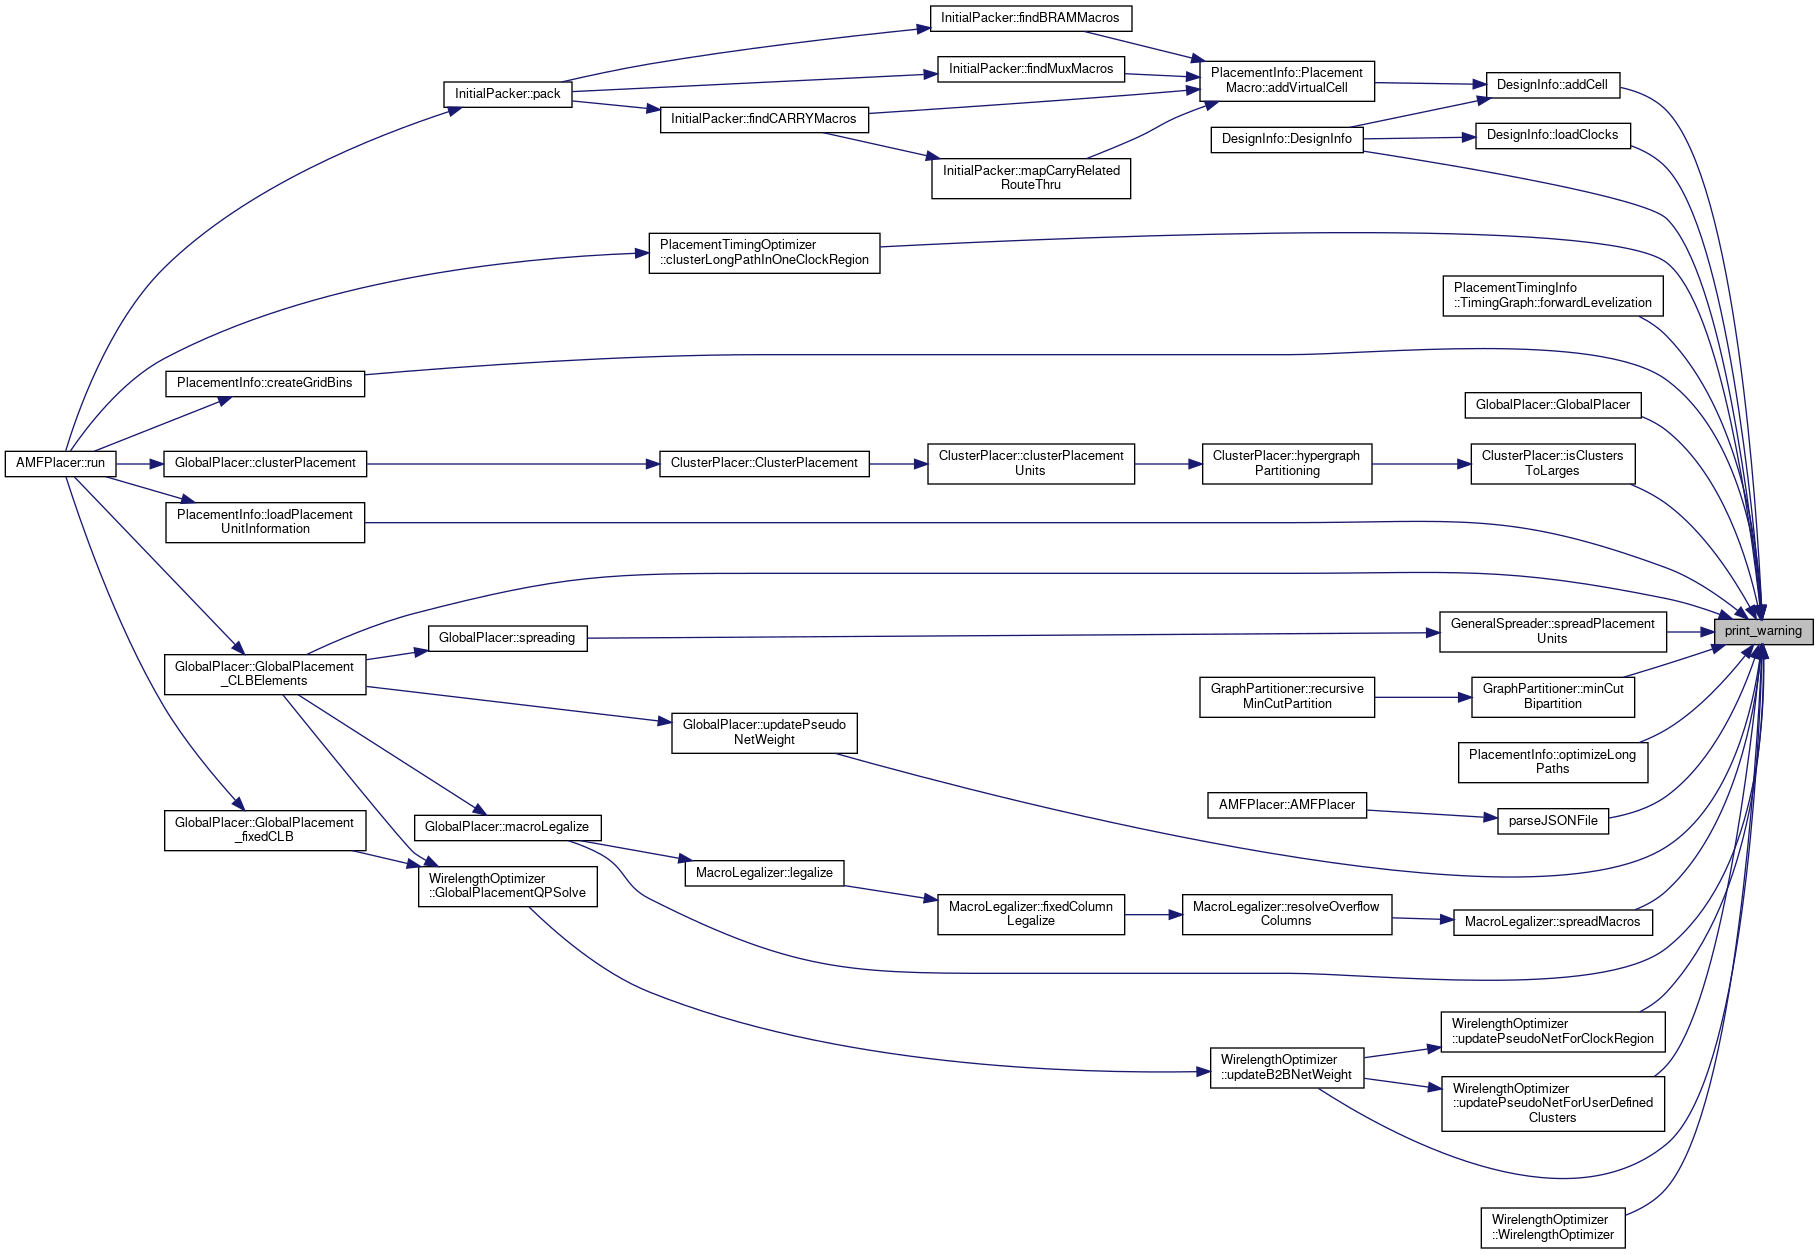 InitialPacker::findBRAMMacros
InitialPacker::findMuxMacros
PlacementInfo::Placement
Macro::addVirtualCell
DesignInfo::addCell
InitialPacker::pack
InitialPacker::findCARRYMacros
DesignInfo::DesignInfo
DesignInfo::loadClocks
InitialPacker::mapCarryRelated
RouteThru
PlacementTimingOptimizer
::clusterLongPathInOneClockRegion
PlacementTimingInfo
::TimingGraph::forwardLevelization
PlacementInfo::createGridBins
GlobalPlacer::GlobalPlacer
AMFPlacer::run
GlobalPlacer::clusterPlacement
ClusterPlacer::ClusterPlacement
ClusterPlacer::clusterPlacement
Units
ClusterPlacer::hypergraph
Partitioning
ClusterPlacer::isClusters
ToLarges
PlacementInfo::loadPlacement
UnitInformation
GlobalPlacer::spreading
GeneralSpreader::spreadPlacement
Units
print_warning
GlobalPlacer::GlobalPlacement
_CLBElements
GraphPartitioner::recursive
MinCutPartition
GraphPartitioner::minCut
Bipartition
GlobalPlacer::updatePseudo
NetWeight
PlacementInfo::optimizeLong
Paths
AMFPlacer::AMFPlacer
parseJSONFile
GlobalPlacer::GlobalPlacement
_fixedCLB
GlobalPlacer::macroLegalize
MacroLegalizer::legalize
WirelengthOptimizer
::GlobalPlacementQPSolve
MacroLegalizer::fixedColumn
Legalize
MacroLegalizer::resolveOverflow
Columns
MacroLegalizer::spreadMacros
WirelengthOptimizer
::updatePseudoNetForClockRegion
WirelengthOptimizer
::updateB2BNetWeight
WirelengthOptimizer
::updatePseudoNetForUserDefined
Clusters
WirelengthOptimizer
::WirelengthOptimizer